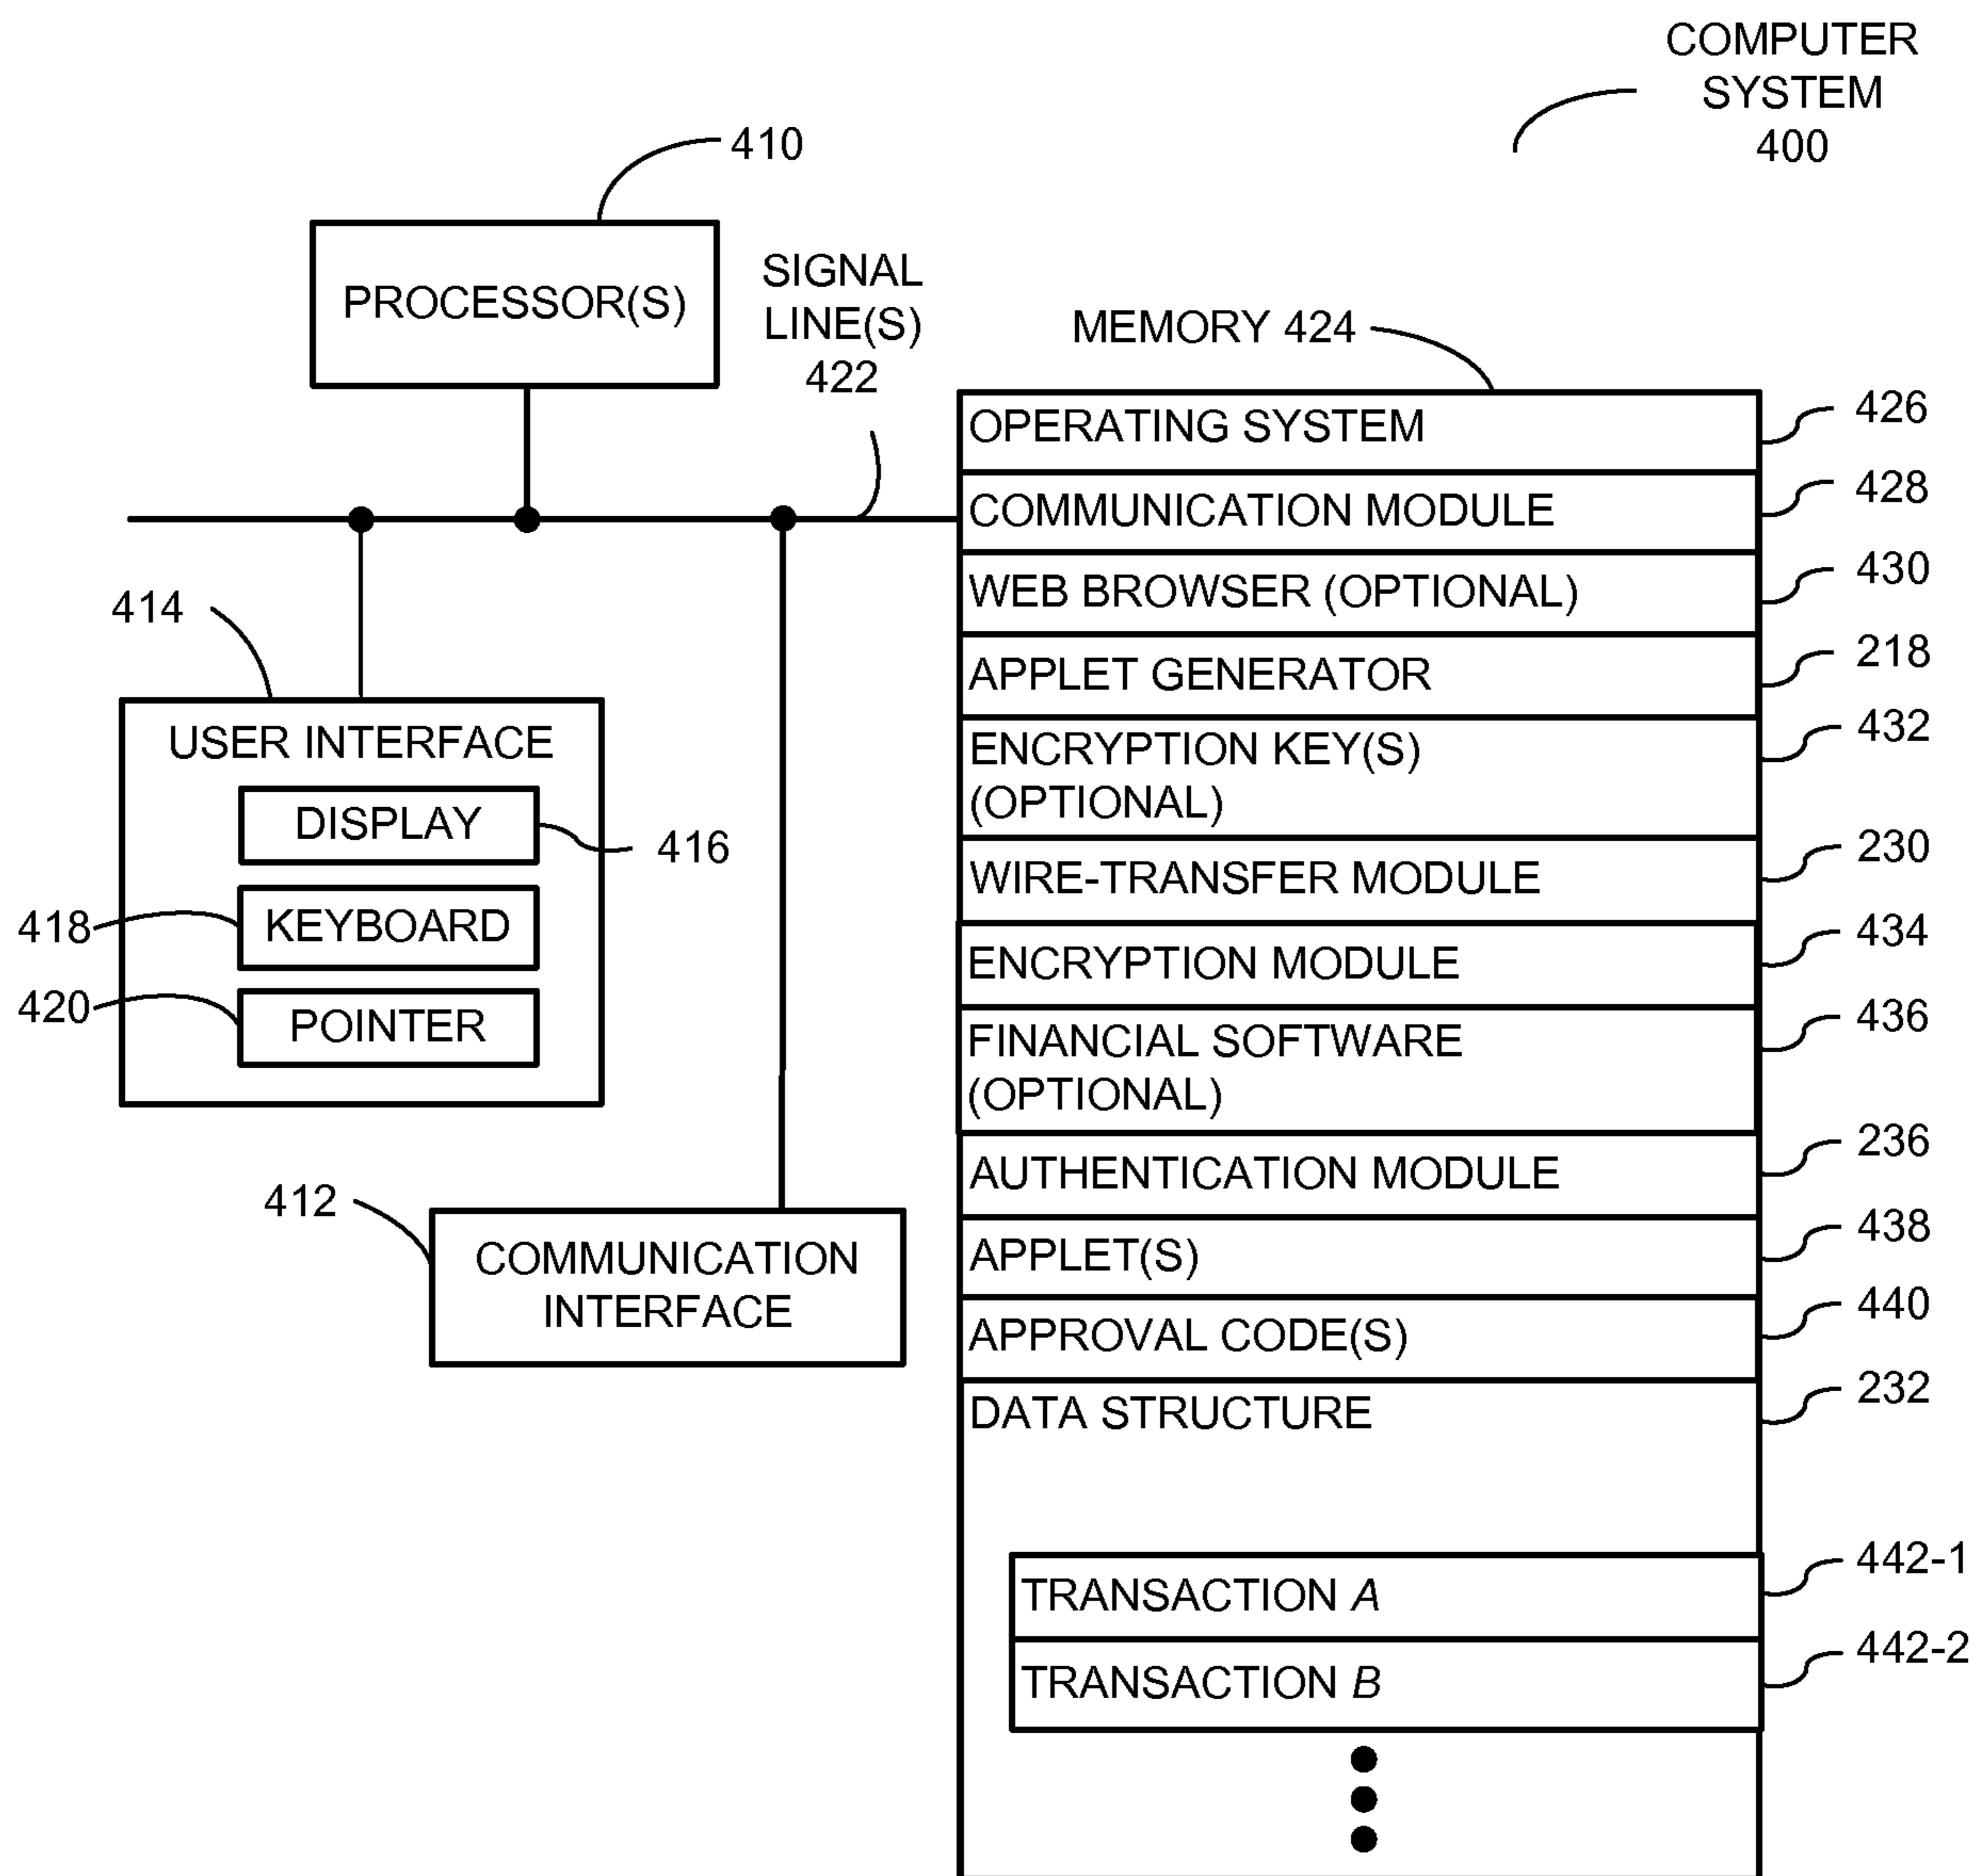 COMPUTER
SYSTEM
400
410
PROCESSOR(S)
SIGNAL
LINE(S)
422
MEMORY 424
OPERATING SYSTEM
426
COMMUNICATION MODULE
428
WEB BROWSER (OPTIONAL)
430
APPLET GENERATOR
218
ENCRYPTION KEY(S)
(OPTIONAL)
432
WIRE-TRANSFER MODULE
230
ENCRYPTION MODULE
434
FINANCIAL SOFTWARE
(OPTIONAL)
436
AUTHENTICATION MODULE
236
APPLET(S)
438
APPROVAL CODE(S)
440
DATA STRUCTURE
232
TRANSACTION A
442-1
TRANSACTION B
442-2
414
USER INTERFACE
DISPLAY
416
418
KEYBOARD
420
POINTER
412
COMMUNICATION
INTERFACE